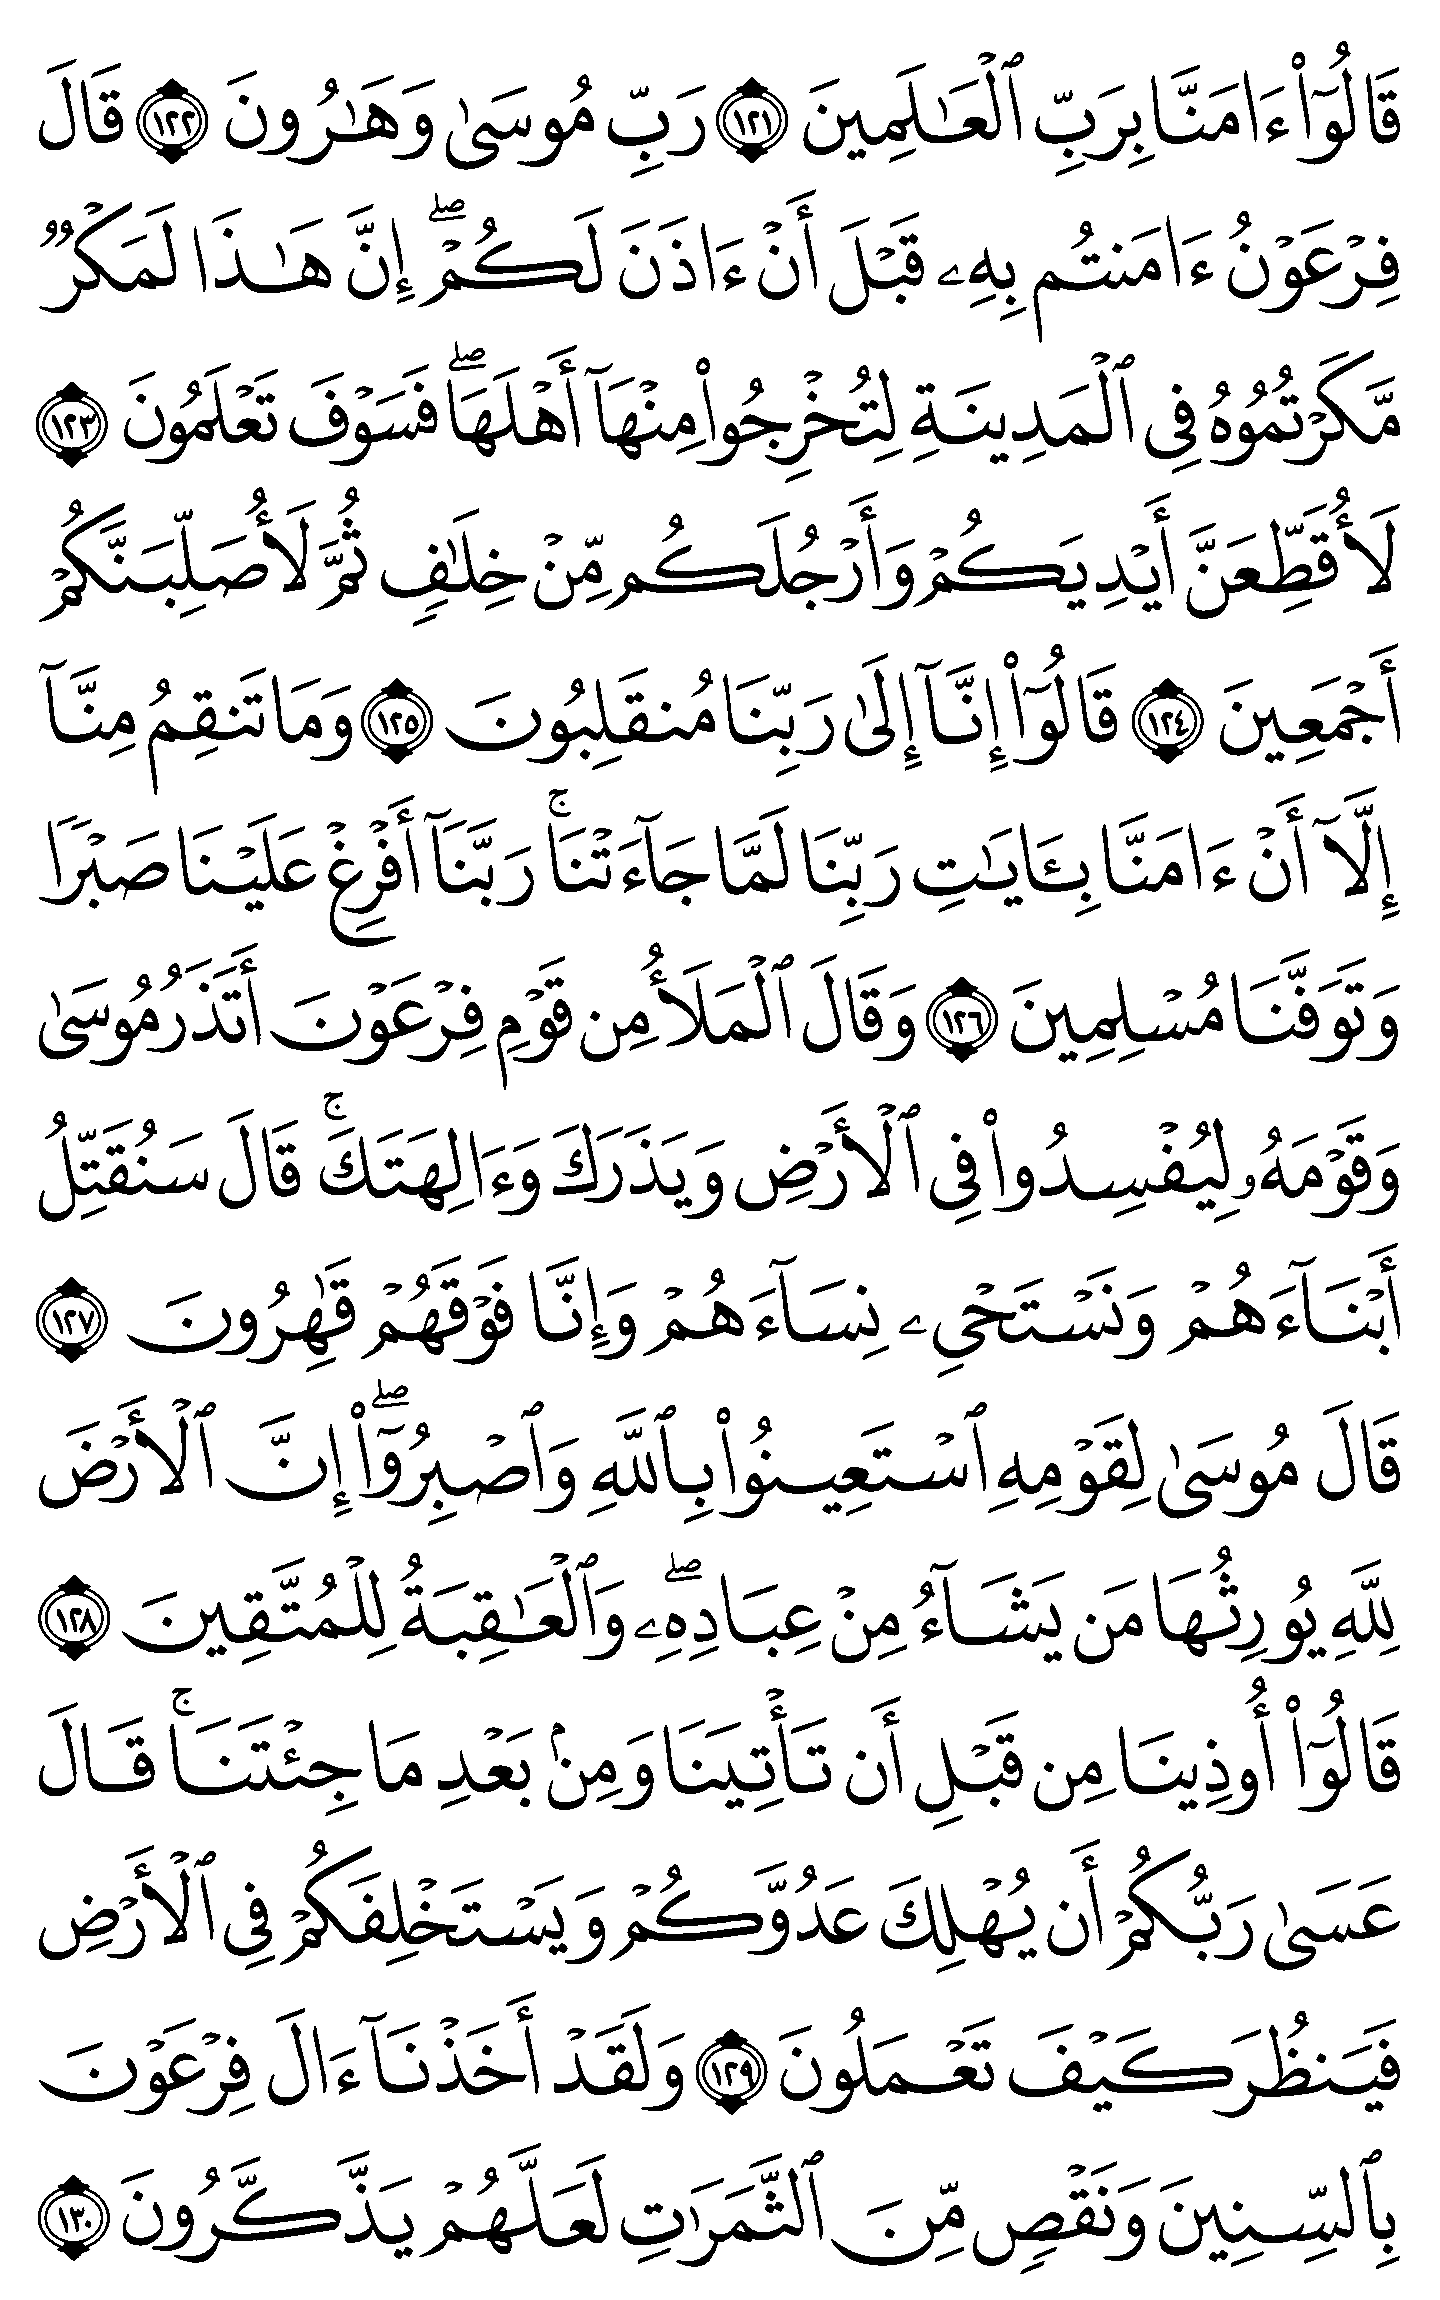 قَالُوٓا۟ ءَامَنَّا بِرَبِّ ٱلْعَـٰلَمِينَ ١٢١ رَبِّ مُوسَىٰ وَهَـٰرُونَ ١٢٢ قَالَ
فِرْعَوْنُ ءَامَنتُم بِهِۦ قَبْلَ أَنْ ءَاذَنَ لَكُمْ ۖ إِنَّ هَـٰذَا لَمَكْرٌ
مَّكَرْتُمُوهُ فِى ٱلْمَدِينَةِ لِتُخْرِجُوا۟ مِنْهَآ أَهْلَهَا ۖ فَسَوْفَ تَعْلَمُونَ ١٢٣
لَأُقَطِّعَنَّ أَيْدِيَكُمْ وَأَرْجُلَكُم مِّنْ خِلَـٰفٍ ثُمَّ لَأُصَلِّبَنَّكُمْ
أَجْمَعِينَ ١٢٤ قَالُوٓا۟ إِنَّآ إِلَىٰ رَبِّنَا مُنقَلِبُونَ ١٢٥ وَمَا تَنقِمُ مِنَّآ
إِلَّآ أَنْ ءَامَنَّا بِـَٔايَـٰتِ رَبِّنَا لَمَّا جَآءَتْنَا ۚ رَبَّنَآ أَفْرِغْ عَلَيْنَا صَبْرًا
وَتَوَفَّنَا مُسْلِمِينَ ١٢٦ وَقَالَ ٱلْمَلَأُ مِن قَوْمِ فِرْعَوْنَ أَتَذَرُ مُوسَىٰ
وَقَوْمَهُۥ لِيُفْسِدُوا۟ فِى ٱلْأَرْضِ وَيَذَرَكَ وَءَالِهَتَكَ ۚ قَالَ سَنُقَتِّلُ
أَبْنَآءَهُمْ وَنَسْتَحْىِۦ نِسَآءَهُمْ وَإِنَّا فَوْقَهُمْ قَـٰهِرُونَ ١٢٧
قَالَ مُوسَىٰ لِقَوْمِهِ ٱسْتَعِينُوا۟ بِٱللَّهِ وَٱصْبِرُوٓا۟ ۖ إِنَّ ٱلْأَرْضَ
لِلَّهِ يُورِثُهَا مَن يَشَآءُ مِنْ عِبَادِهِۦ ۖ وَٱلْعَـٰقِبَةُ لِلْمُتَّقِينَ ١٢٨
قَالُوٓا۟ أُوذِينَا مِن قَبْلِ أَن تَأْتِيَنَا وَمِنۢ بَعْدِ مَا جِئْتَنَا ۚ قَالَ
عَسَىٰ رَبُّكُمْ أَن يُهْلِكَ عَدُوَّكُمْ وَيَسْتَخْلِفَكُمْ فِى ٱلْأَرْضِ
فَيَنظُرَ كَيْفَ تَعْمَلُونَ ١٢٩ وَلَقَدْ أَخَذْنَآ ءَالَ فِرْعَوْنَ
بِٱلسِّنِينَ وَنَقْصٍ مِّنَ ٱلثَّمَرَٰتِ لَعَلَّهُمْ يَذَّكَّرُونَ ١٣٠